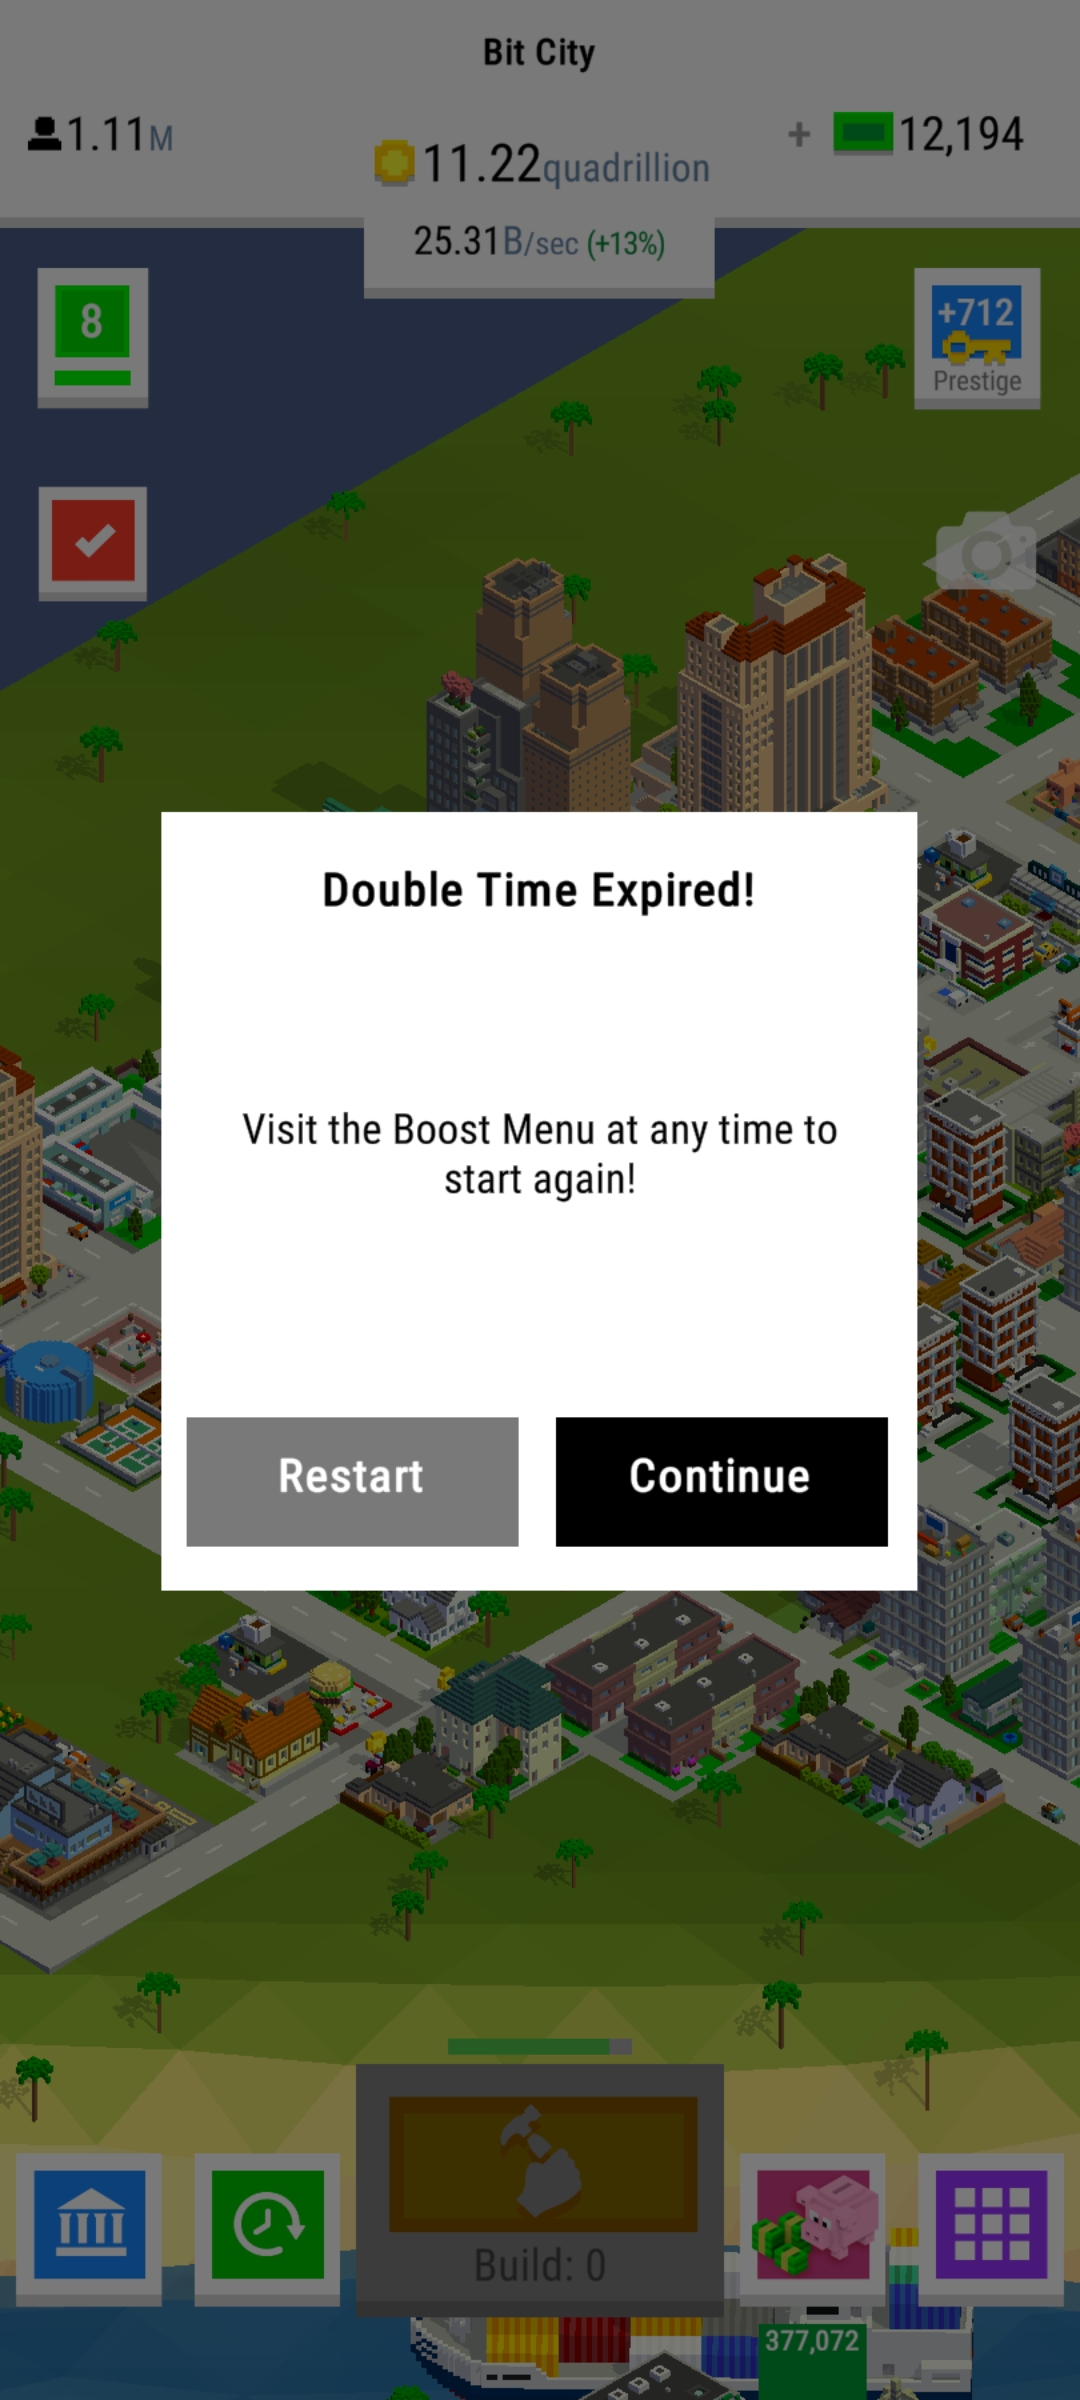 Bit City
1.11M
11.22quadrillion
+ 12,194
25.31B/sec (+13%)
8
+712
Prestige
Double Time Expired!
Visit the Boost Menu at any time to
start again!
Restart
Continue
Build: 0
377,072